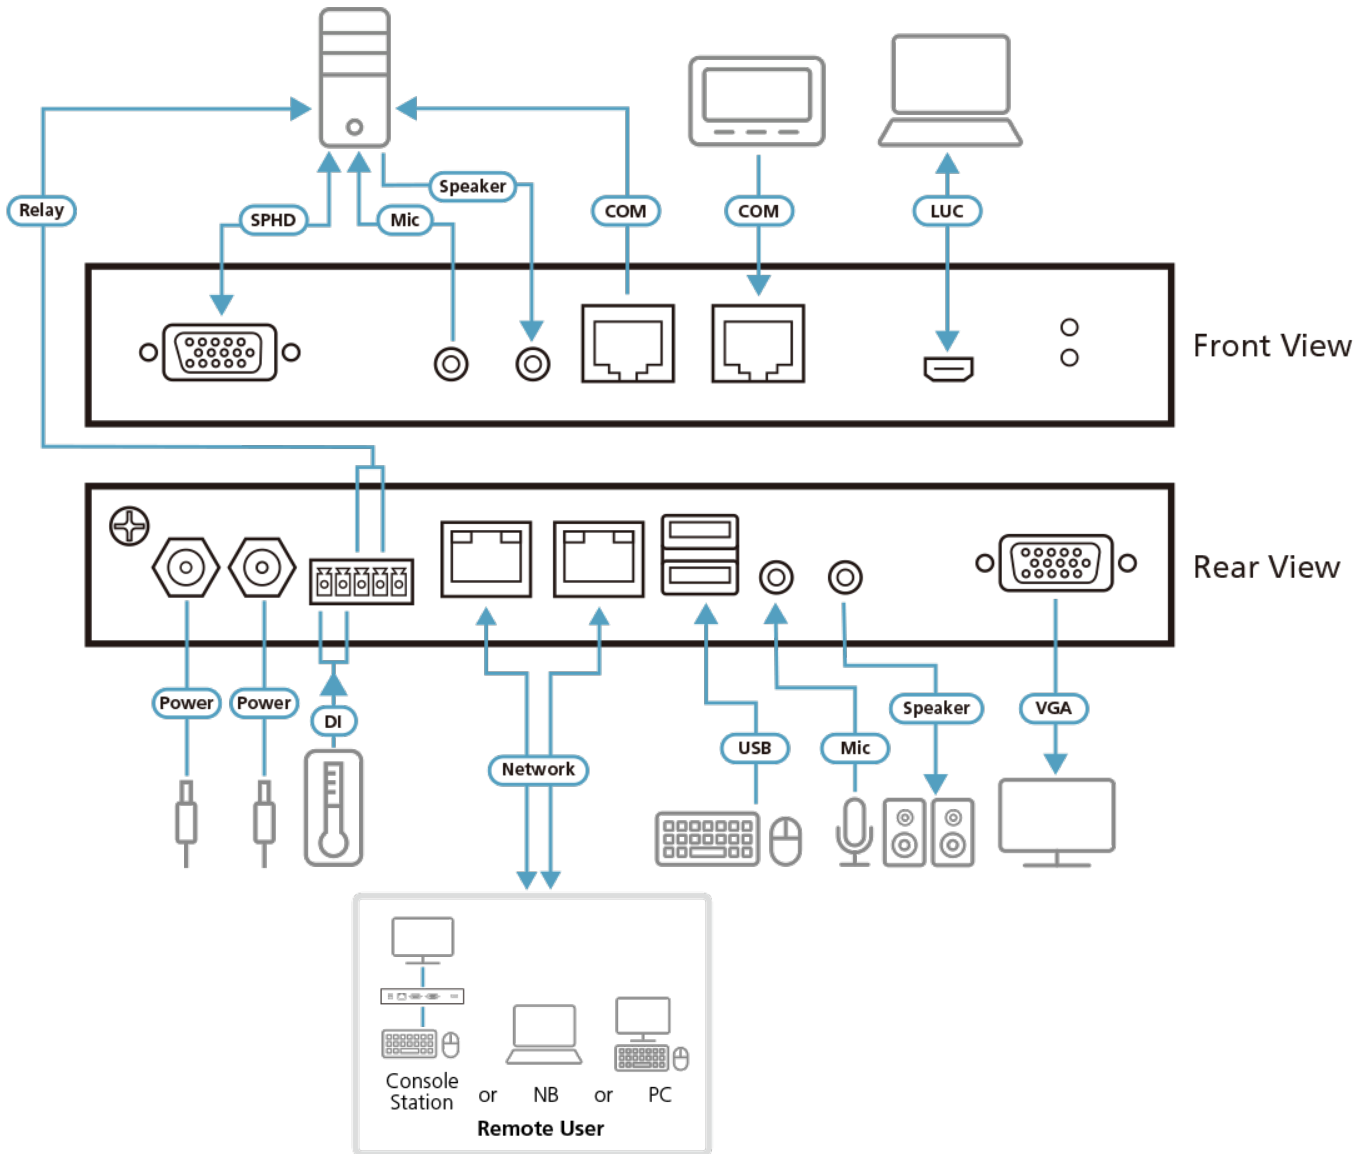 Relay
SPHD
Mic
Speaker
COM
COM
LUC
Front View
Rear View
Power
Power
DI
Network
USB
Mic
Speaker
VGA
Console
Station
or
NB
or
PC
Remote User